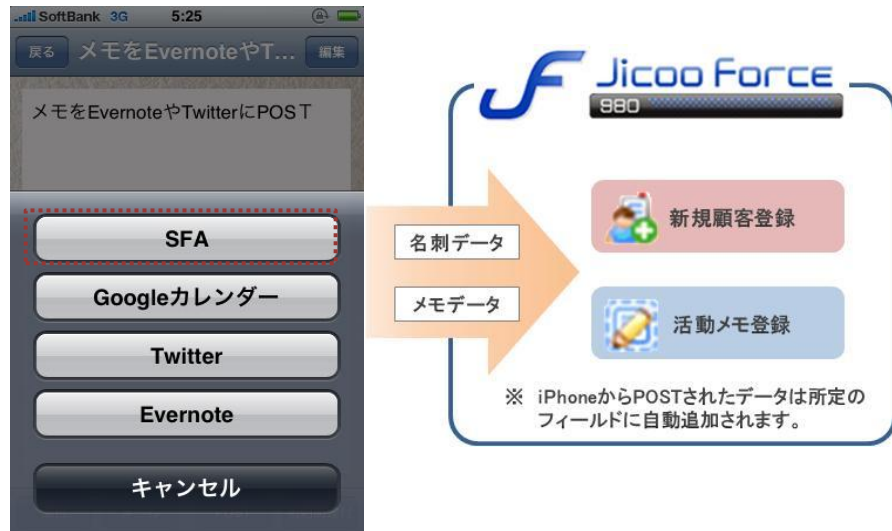 SoftBank 3G 5:25
戻る メモをEvernoteやT... 編集
メモをEvernoteやTwitterにPOST
SFA
Googleカレンダー
Twitter
Evernote
キャンセル
名刺データ
メモデータ
JF Jicoo Force
980
新規顧客登録
活動メモ登録
※ iPhoneからPOSTされたデータは所定の
フィールドに自動追加されます。